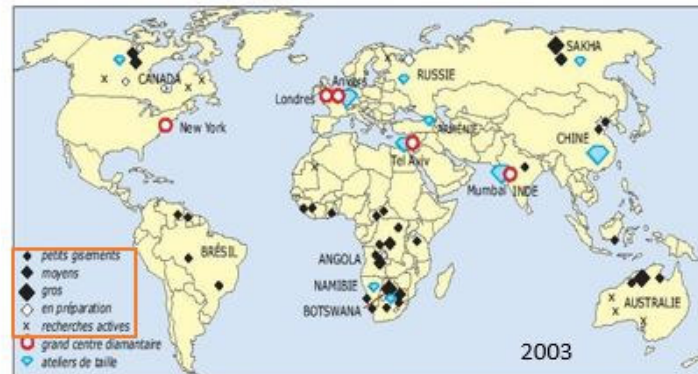 SAKHA
CANADA
RUSSIE
Anvers
Londres
New York
ARMÉNIE
CHINE
Tel Aviv
Mumbai INDE
BRÉSIL
ANGOLA
NAMIBIE
BOTSWANA
AUSTRALIE
petits gisements
moyens
gros
en préparation
x recherches actives
grand centre diamantaire
ateliers de taille
2003